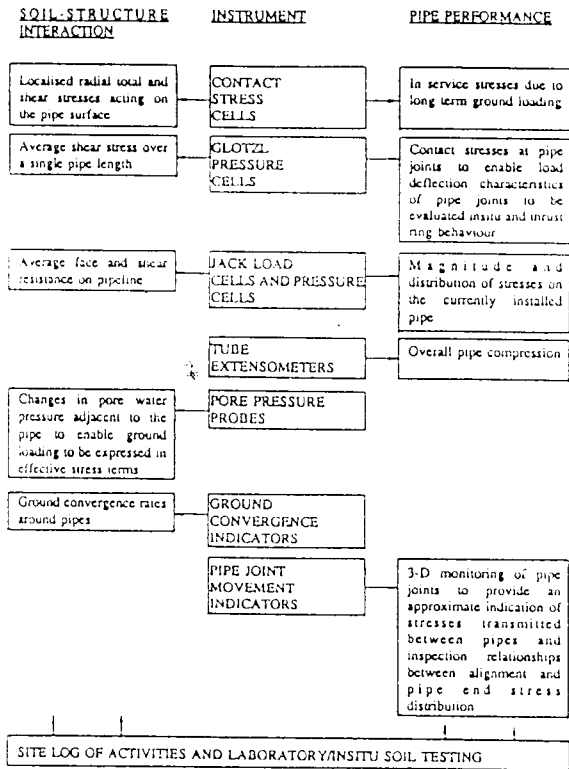 SOIL-STRUCTURE
INTERACTION
INSTRUMENT
PIPE PERFORMANCE
Localised radial total and
shear stresses acting on
the pipe surface
CONTACT
STRESS
CELLS
In service stresses due to
long term ground loading
Average shear stress over
a single pipe length
GLOTZL
PRESSURE
CELLS
Contact stresses at pipe
joints to enable load
deflection characteristics
of pipe joints to be
evaluated insitu and thrust
ring behaviour
Average face and shear
resistance on pipeline
JACK LOAD
CELLS AND PRESSURE
CELLS
Magnitude and
distribution of stresses on
the currently installed
pipe
TUBE
EXTENSOMETERS
Overall pipe compression
Changes in pore water
pressure adjacent to the
pipe to enable ground
loading to be expressed in
effective stress terms
PORE PRESSURE
PROBES
Ground convergence rates
around pipes
GROUND
CONVERGENCE
INDICATORS
PIPE JOINT
MOVEMENT
INDICATORS
3-D monitoring of pipe
joints to provide an
approximate indication of
stresses transmitted
between pipes and
inspection relationships
between alignment and
pipe end stress
distribution
SITE LOG OF ACTIVITIES AND LABORATORY/INSITU SOIL TESTING